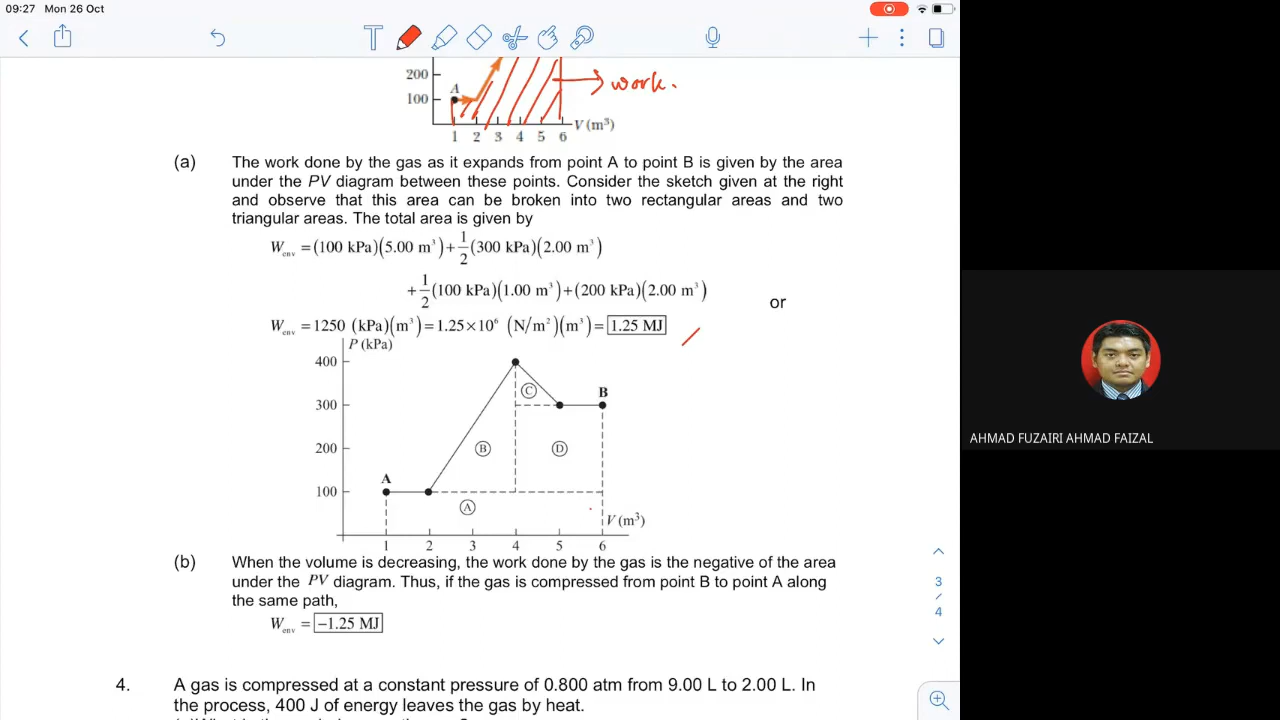 09:27 Mon 26 Oct
T
200
100
A
work.
V (m³)
1 2 3 4 5 6
(a) The work done by the gas as it expands from point A to point B is given by the area
under the PV diagram between these points. Consider the sketch given at the right
and observe that this area can be broken into two rectangular areas and two
triangular areas. The total area is given by
W_env = (100 kPa)(5.00 m³) + 1/2 (300 kPa)(2.00 m³)
+ 1/2 (100 kPa)(1.00 m³) + (200 kPa)(2.00 m³)
or
W_env = 1250 (kPa)(m³) = 1.25×10⁶ (N/m²)(m³) = 1.25 MJ
P (kPa)
400
300
200
100
A
B
Ⓒ
Ⓑ
Ⓓ
Ⓐ
V (m³)
1 2 3 4 5 6
(b) When the volume is decreasing, the work done by the gas is the negative of the area
under the PV diagram. Thus, if the gas is compressed from point B to point A along
the same path,
W_env = −1.25 MJ
4. A gas is compressed at a constant pressure of 0.800 atm from 9.00 L to 2.00 L. In
the process, 400 J of energy leaves the gas by heat.
3
/
4
AHMAD FUZAIRI AHMAD FAIZAL